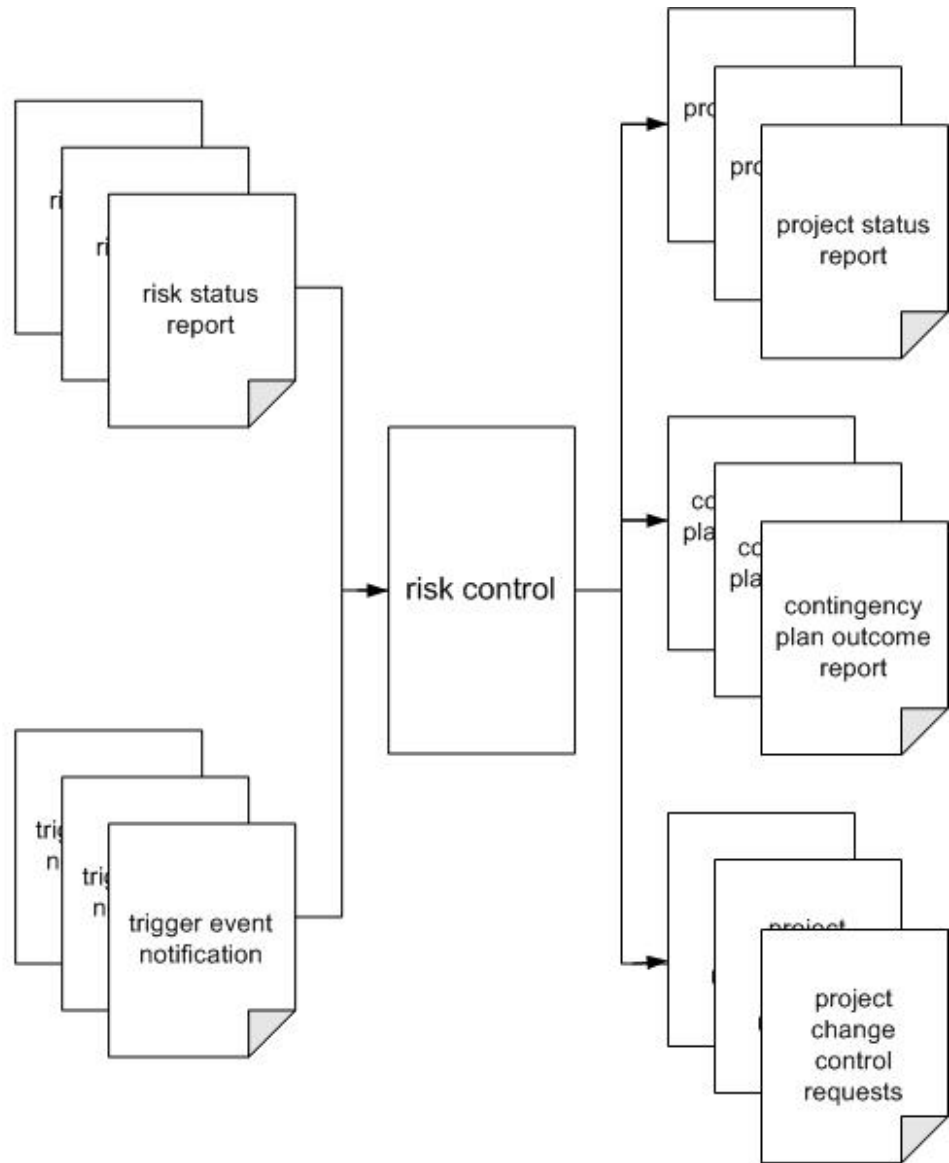 risk status
report
trigger event
notification
risk control
project status
report
contingency
plan outcome
report
project
project
change
control
requests